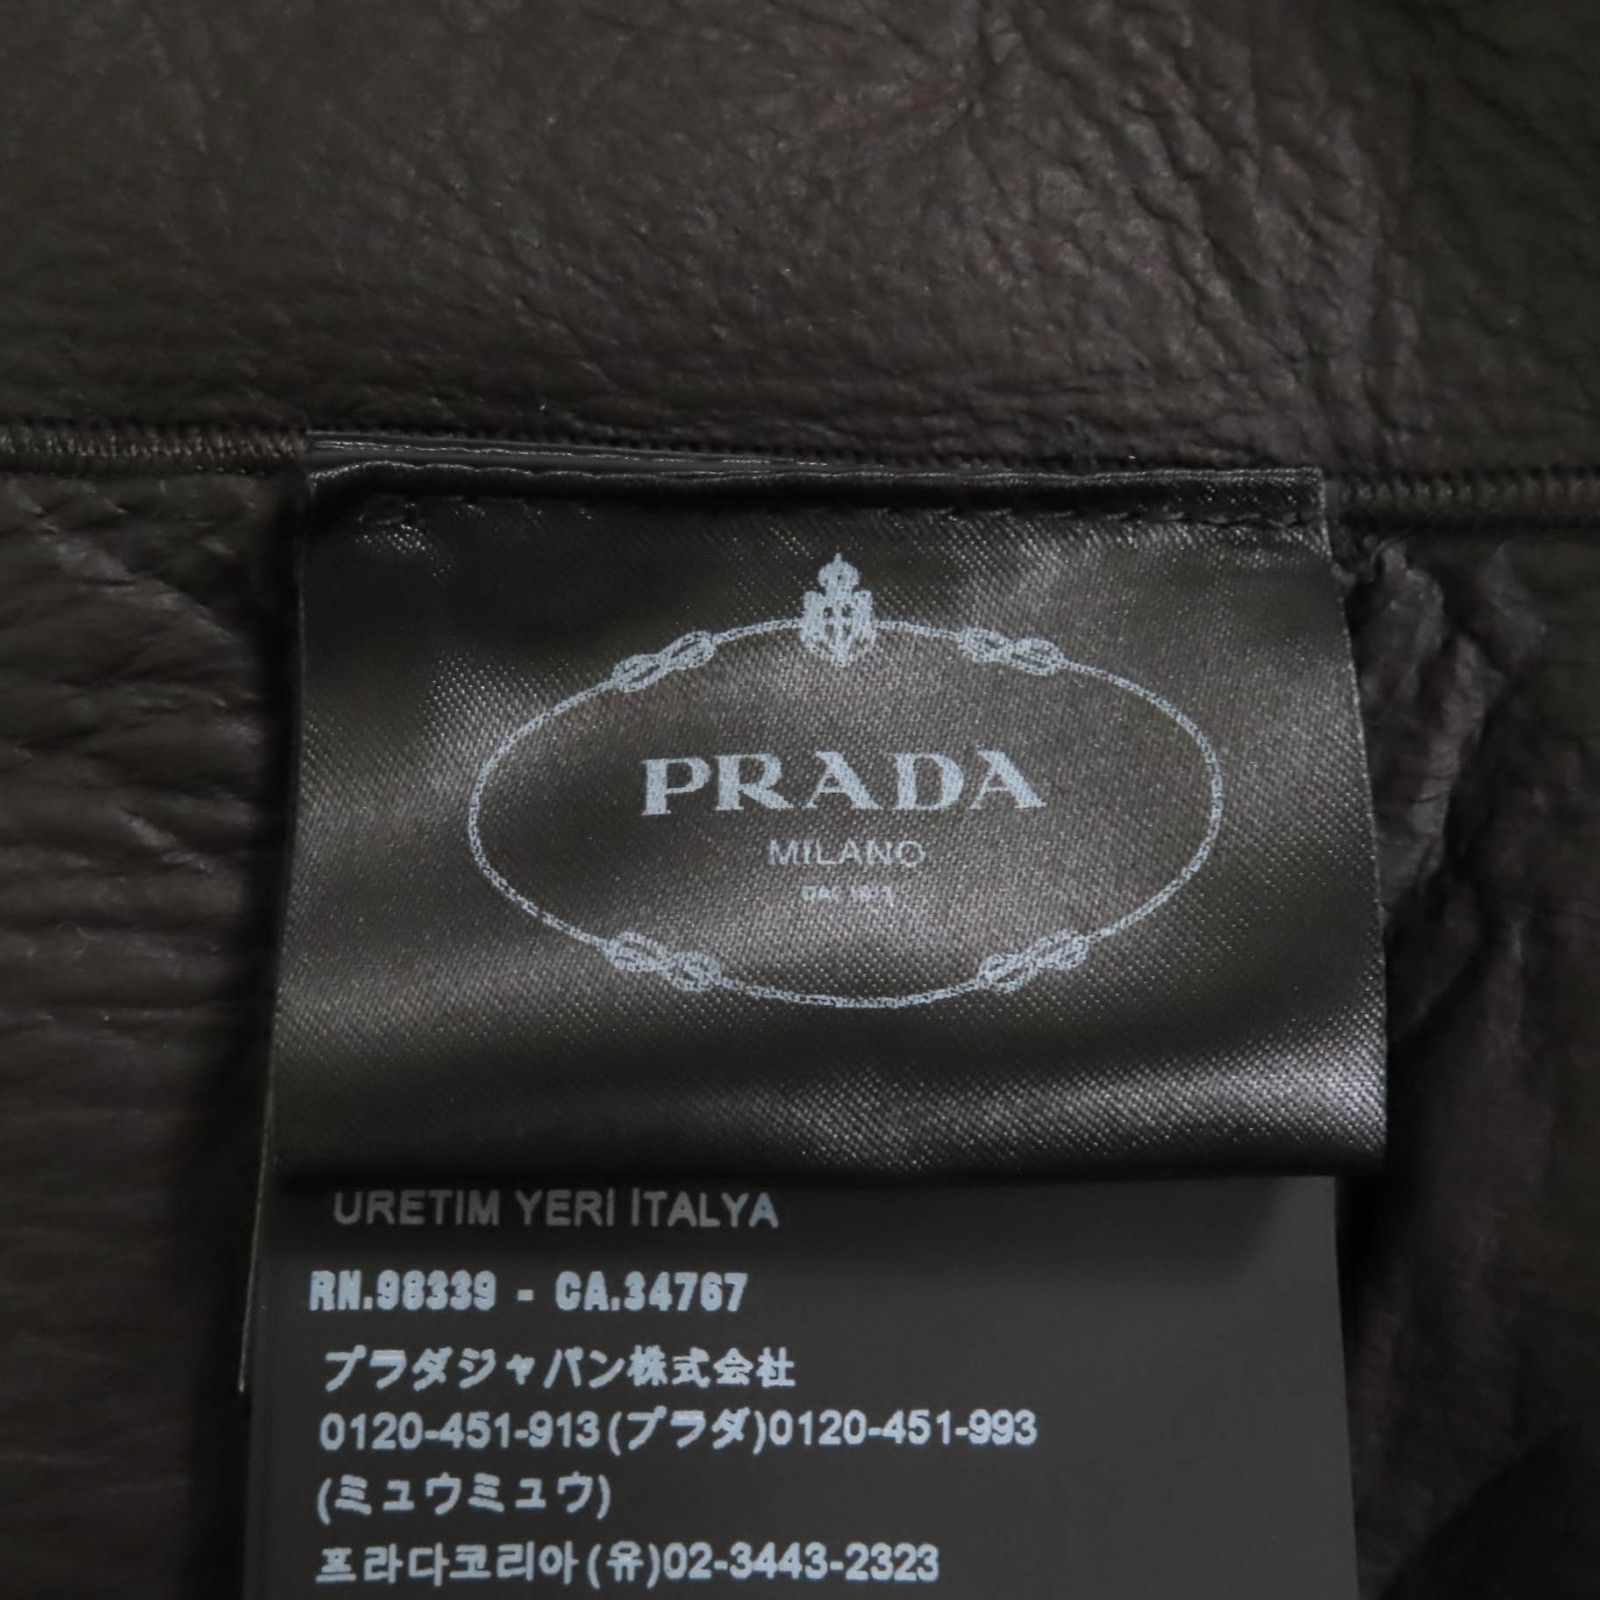 PRADA
MILANO
DAL 1913
URETIM YERİ İTALYA
RN.98339 - CA.34767
プラダジャパン株式会社
0120-451-913(プラダ)0120-451-993
(ミュウミュウ)
프라다코리아(유)02-3443-2323